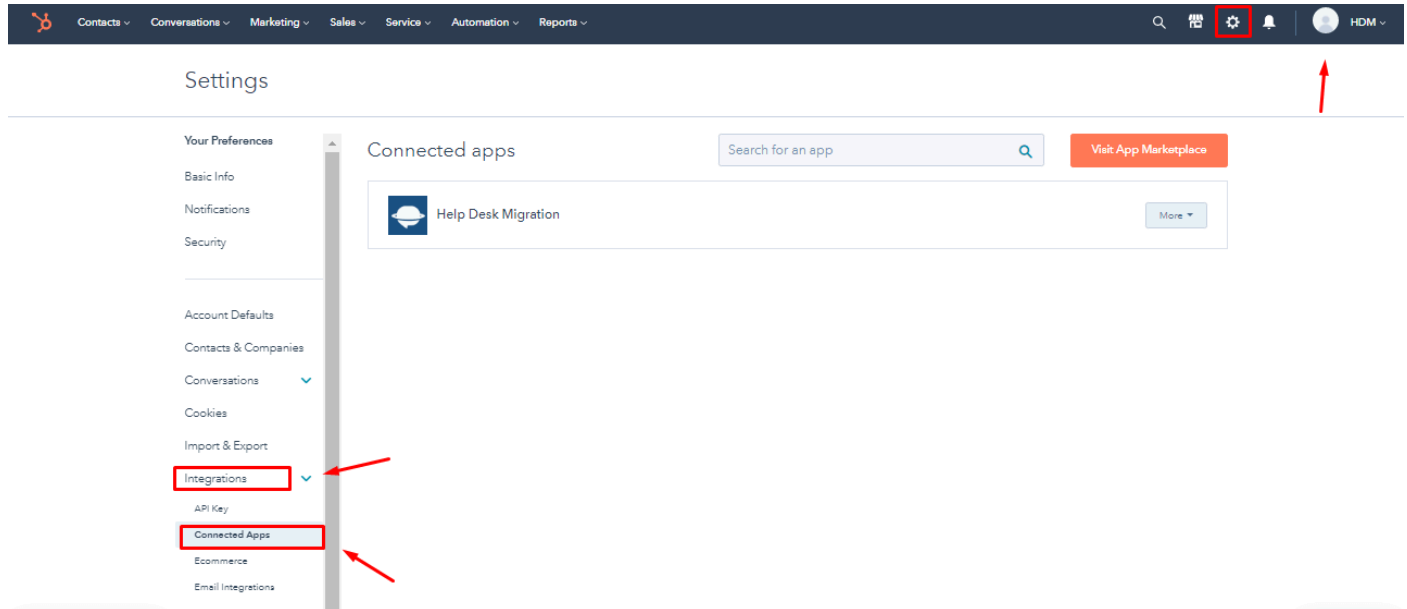 Contacts Conversations Marketing Sales Service Automation Reports HDM
Settings
Your Preferences
Basic Info
Notifications
Security
Account Defaults
Contacts & Companies
Conversations
Cookies
Import & Export
Integrations
API Key
Connected Apps
Ecommerce
Email Integrations
Connected apps
Search for an app
Visit App Marketplace
Help Desk Migration
More